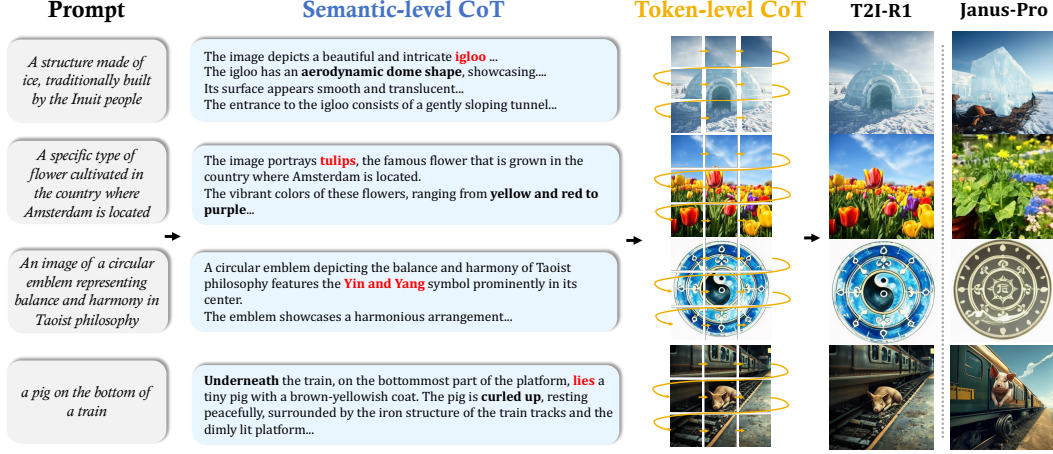 Prompt
Semantic-level CoT
Token-level CoT
T2I-R1
Janus-Pro
A structure made of
ice, traditionally built
by the Inuit people
The image depicts a beautiful and intricate igloo ...
The igloo has an aerodynamic dome shape, showcasing....
Its surface appears smooth and translucent...
The entrance to the igloo consists of a gently sloping tunnel...
A specific type of
flower cultivated in
the country where
Amsterdam is located
The image portrays tulips, the famous flower that is grown in the
country where Amsterdam is located.
The vibrant colors of these flowers, ranging from yellow and red to
purple...
An image of a circular
emblem representing
balance and harmony in
Taoist philosophy
A circular emblem depicting the balance and harmony of Taoist
philosophy features the Yin and Yang symbol prominently in its
center.
The emblem showcases a harmonious arrangement...
a pig on the bottom of
a train
Underneath the train, on the bottommost part of the platform, lies a
tiny pig with a brown-yellowish coat. The pig is curled up, resting
peacefully, surrounded by the iron structure of the train tracks and the
dimly lit platform...